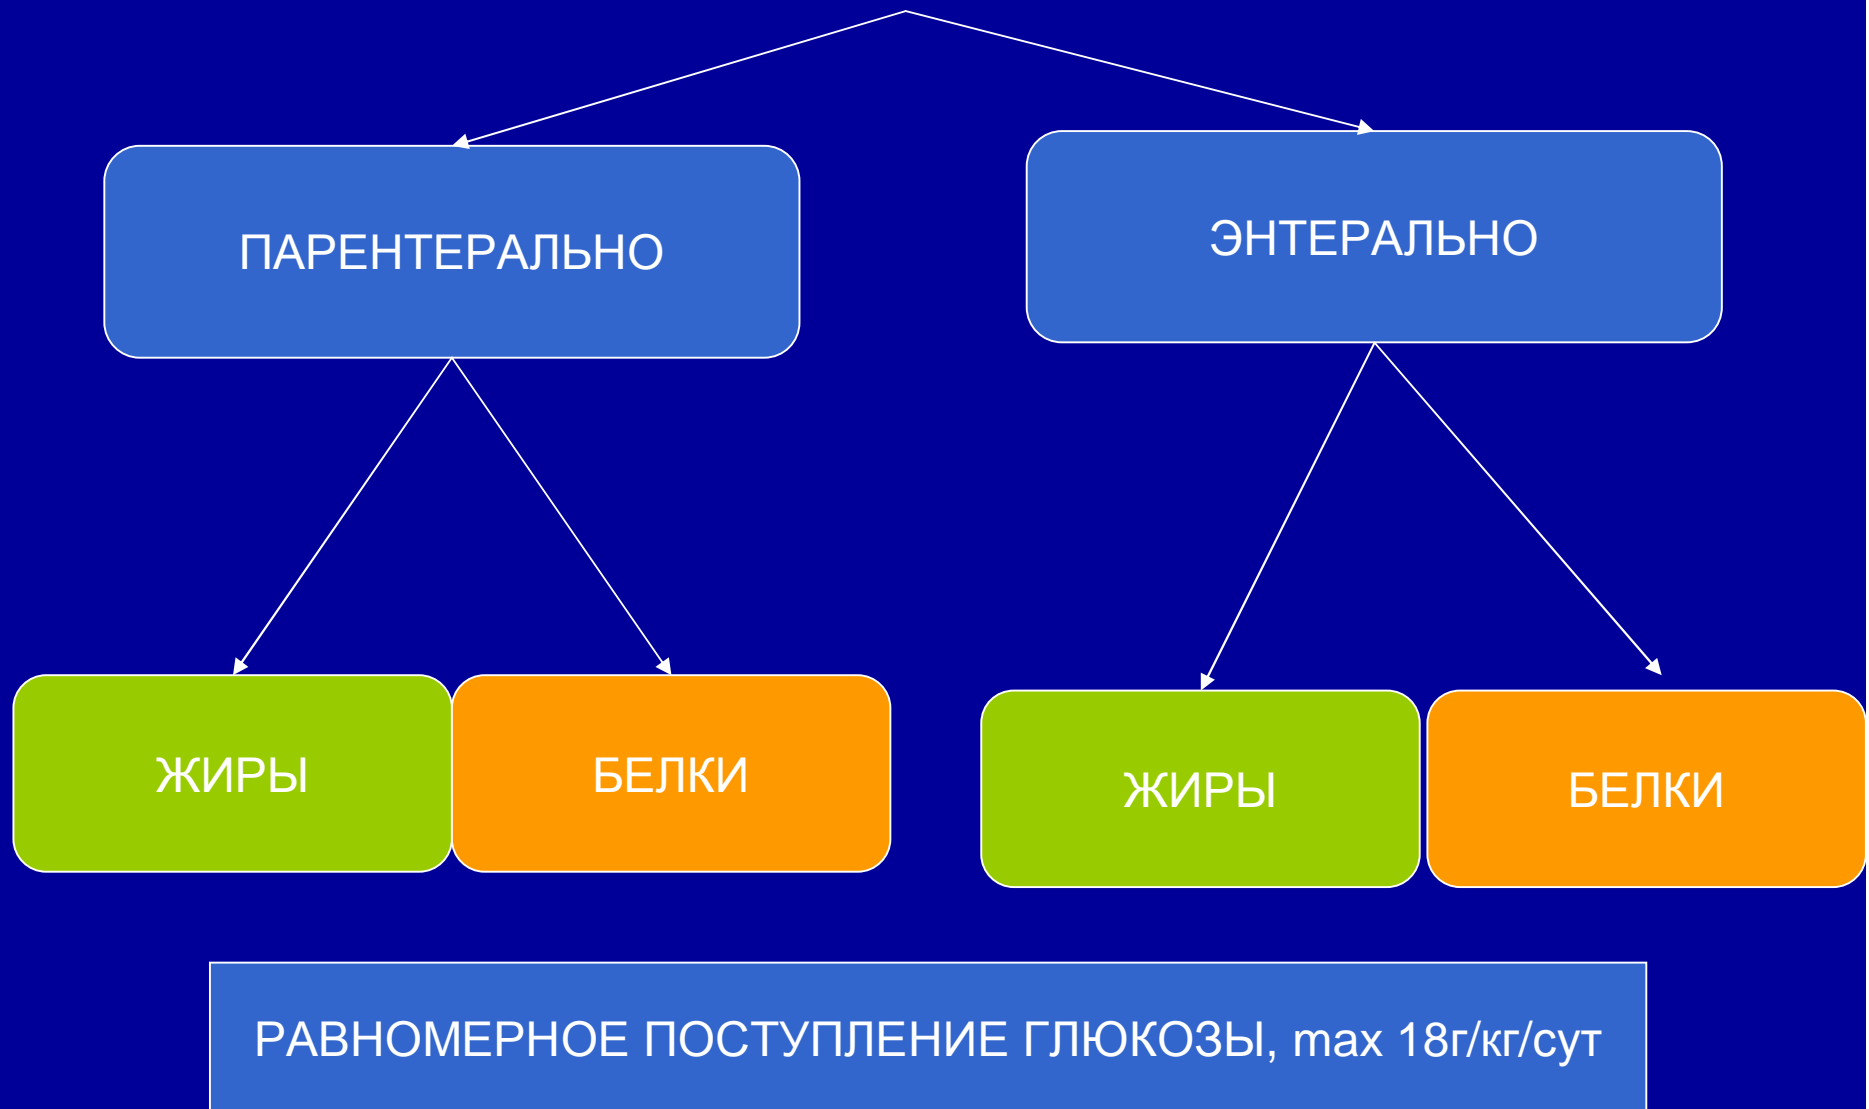 ПАРЕНТЕРАЛЬНО
ЭНТЕРАЛЬНО
ЖИРЫ
БЕЛКИ
ЖИРЫ
БЕЛКИ
РАВНОМЕРНОЕ ПОСТУПЛЕНИЕ ГЛЮКОЗЫ, max 18г/кг/сут